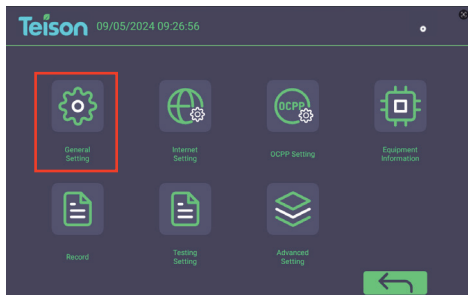 Teison 09/05/2024 09:26:56
OCPP
General
Setting
Internet
Setting
OCPP Setting
Equipment
Information
Record
Testing
Setting
Advanced
Setting